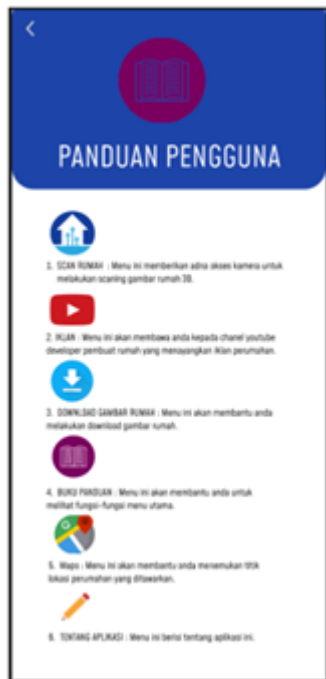 PANDUAN PENGGUNA
1. SCAN RUMAH : Menu ini memberikan adna akses kamera untuk
melakukan scaning gambar rumah 3D.
2. IKLAN : Menu ini akan membawa anda kepada chanel youtube
developer pembuat rumah yang menayangkan iklan perumahan.
3. DOWNLOAD GAMBAR RUMAH : Menu ini akan membantu anda
melakukan download gambar rumah.
4. BUKU PANDUAN : Menu ini akan membantu anda untuk
melihat fungsi-fungsi menu utama.
5. Maps : Menu ini akan membantu anda menemukan titik
lokasi perumahan yang ditawarkan.
6. TENTANG APLIKASI : Menu ini berisi tentang aplikasi ini.